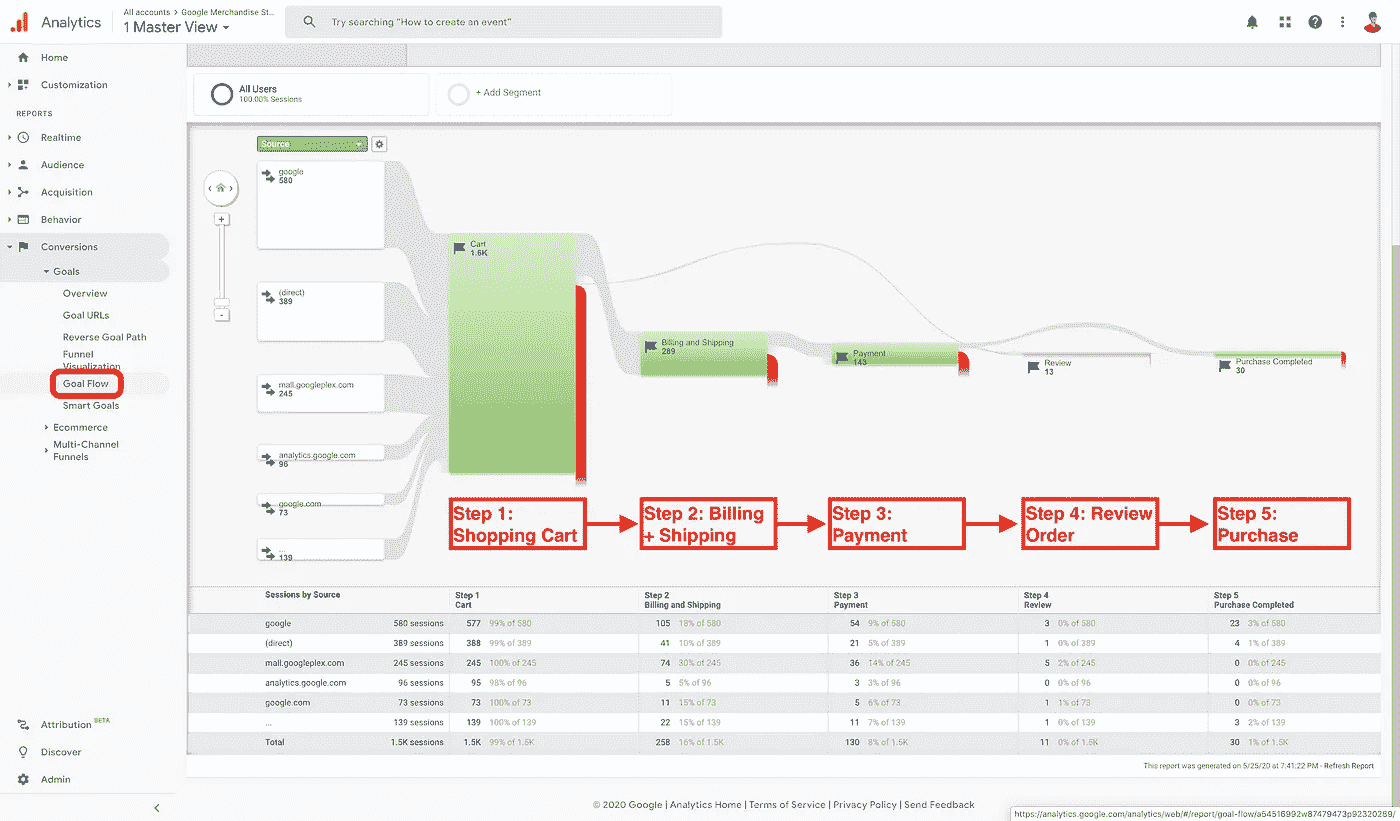 Analytics
All accounts > Google Merchandise St...
1 Master View
Try searching "How to create an event"
Home
Customization
REPORTS
Realtime
Audience
Acquisition
Behavior
Conversions
Goals
Overview
Goal URLs
Reverse Goal Path
Funnel
Visualization
Goal Flow
Smart Goals
Ecommerce
Multi-Channel
Funnels
Attribution BETA
Discover
Admin
All Users
100.00% Sessions
+ Add Segment
Source
google
580
(direct)
389
mall.googleplex.com
245
analytics.google.com
96
google.com
73
...
139
Cart
1.6K
Billing and Shipping
289
Payment
143
Review
13
Purchase Completed
30
Step 1:
Shopping Cart
Step 2: Billing
+ Shipping
Step 3:
Payment
Step 4: Review
Order
Step 5:
Purchase
Sessions by Source Step 1 Step 2 Step 3 Step 4 Step 5
Cart Billing and Shipping Payment Review Purchase Completed
google 580 sessions 577 99% of 580 105 18% of 580 54 9% of 580 3 0% of 580 23 3% of 580
(direct) 389 sessions 388 99% of 389 41 10% of 389 21 5% of 389 1 0% of 389 4 1% of 389
mall.googleplex.com 245 sessions 245 100% of 245 74 30% of 245 36 14% of 245 5 2% of 245 0 0% of 245
analytics.google.com 96 sessions 95 98% of 96 5 5% of 96 3 3% of 96 0 0% of 96 0 0% of 96
google.com 73 sessions 73 100% of 73 11 15% of 73 5 6% of 73 1 1% of 73 0 0% of 73
... 139 sessions 139 100% of 139 22 15% of 139 11 7% of 139 1 0% of 139 3 2% of 139
Total 1.5K sessions 1.5K 99% of 1.5K 258 16% of 1.5K 130 8% of 1.5K 11 0% of 1.5K 30 1% of 1.5K
This report was generated on 5/25/20 at 7:41:22 PM - Refresh Report
© 2020 Google | Analytics Home | Terms of Service | Privacy Policy | Send Feedback
https://analytics.google.com/analytics/web/#/report/goal-flow/a54516992w87479473p92320289/